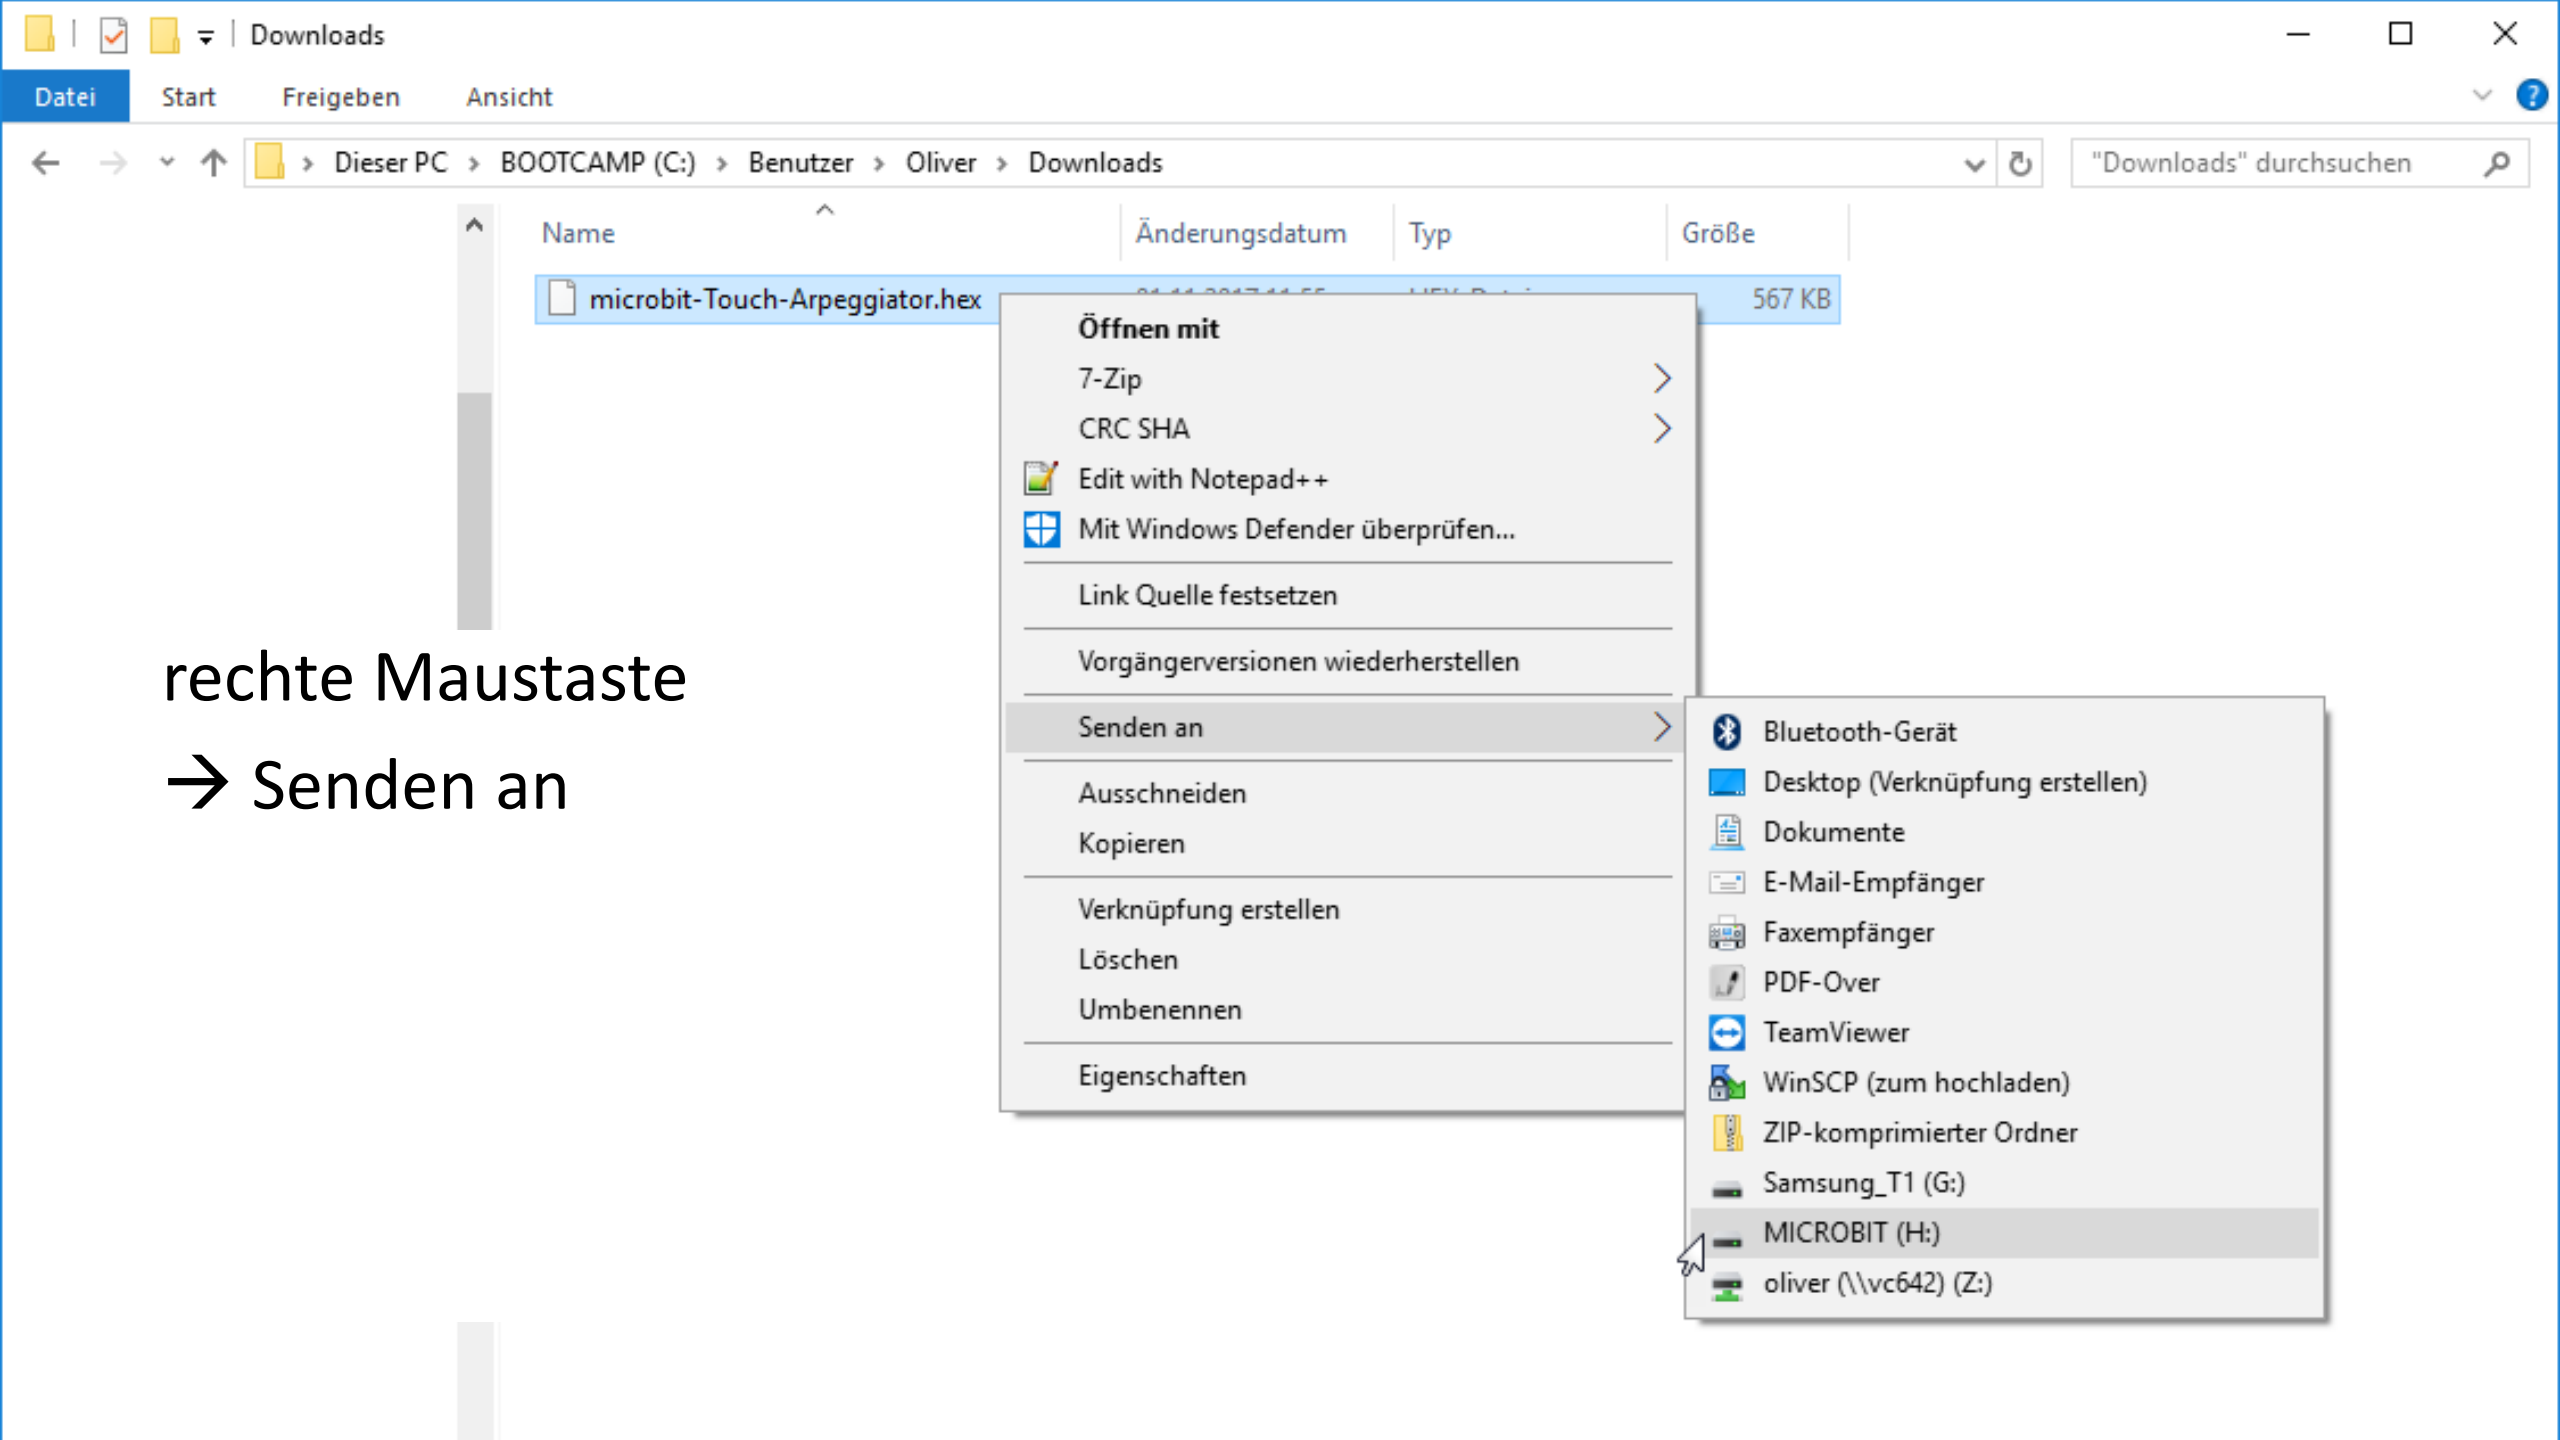 Downloads
Datei Start Freigeben Ansicht
Dieser PC > BOOTCAMP (C:) > Benutzer > Oliver > Downloads
"Downloads" durchsuchen
Name Änderungsdatum Typ Größe
microbit-Touch-Arpeggiator.hex 567 KB
Öffnen mit
7-Zip
CRC SHA
Edit with Notepad++
Mit Windows Defender überprüfen...
Link Quelle festsetzen
Vorgängerversionen wiederherstellen
Senden an
Ausschneiden
Kopieren
Verknüpfung erstellen
Löschen
Umbenennen
Eigenschaften
Bluetooth-Gerät
Desktop (Verknüpfung erstellen)
Dokumente
E-Mail-Empfänger
Faxempfänger
PDF-Over
TeamViewer
WinSCP (zum hochladen)
ZIP-komprimierter Ordner
Samsung_T1 (G:)
MICROBIT (H:)
oliver (\\vc642) (Z:)
rechte Maustaste
→ Senden an